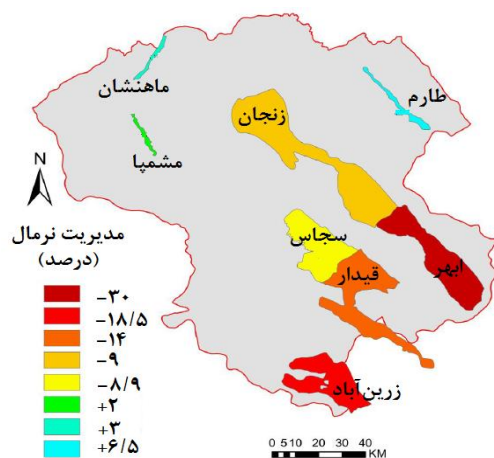 ماهنشان
طارم
زنجان
مشمپا
N
سجاس
ابهر
قیدار
زرین‌آباد
مدیریت نرمال
(درصد)
-۳۰
-۱۸/۵
-۱۴
-۹
-۸/۹
+۲
+۳
+۶/۵
0 5 10 20 30 40
KM